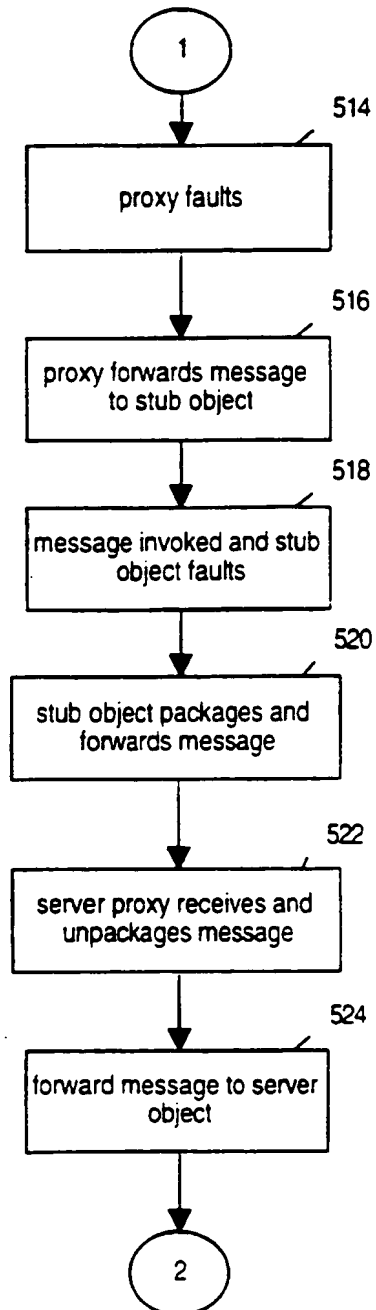 1
514
proxy faults
516
proxy forwards message
to stub object
518
message invoked and stub
object faults
520
stub object packages and
forwards message
522
server proxy receives and
unpackages message
524
forward message to server
object
2